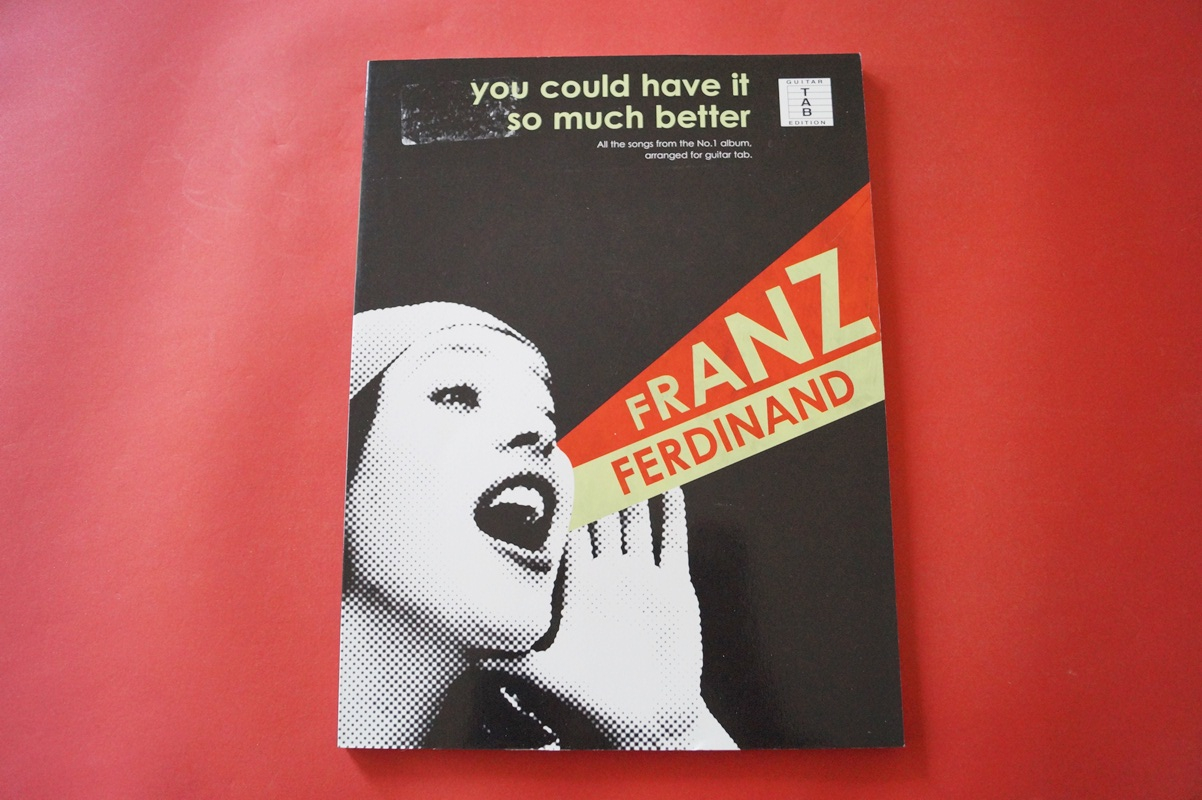 you could have it
so much better
All the songs from the No.1 album,
arranged for guitar tab.
GUITAR
TAB
EDITION
FRANZ
FERDINAND